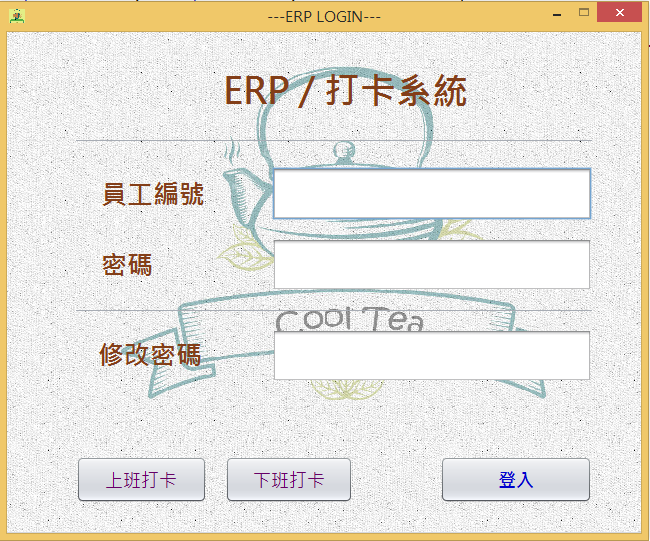 ---ERP LOGIN---
ERP / 打卡系統
員工編號
密碼
Cool Tea
修改密碼
上班打卡 下班打卡 登入